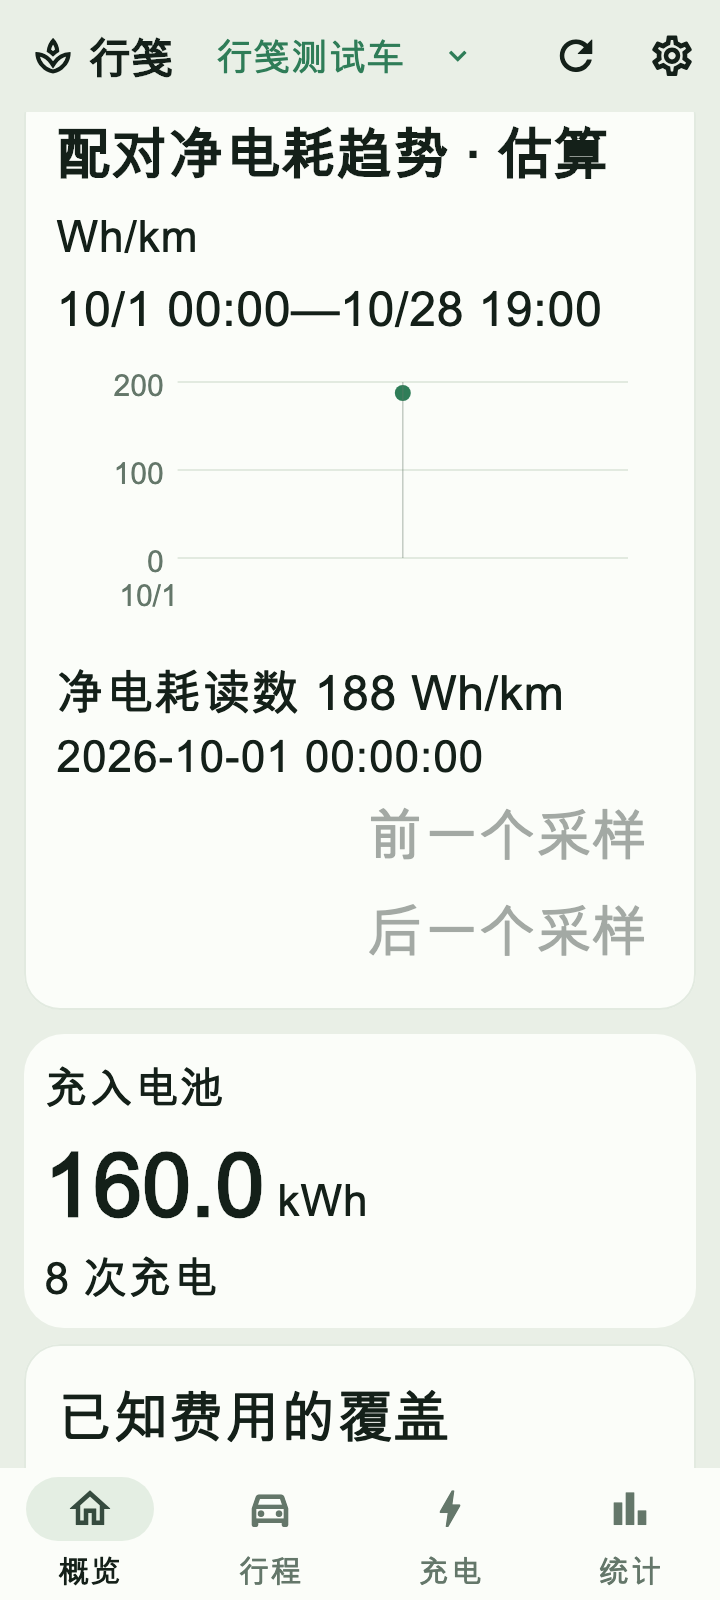 行笺 行笺测试车
配对净电耗趋势 · 估算
Wh/km
10/1 00:00—10/28 19:00
200
100
0
10/1
净电耗读数 188 Wh/km
2026-10-01 00:00:00
前一个采样
后一个采样
充入电池
160.0 kWh
8 次充电
已知费用的覆盖
概览 行程 充电 统计